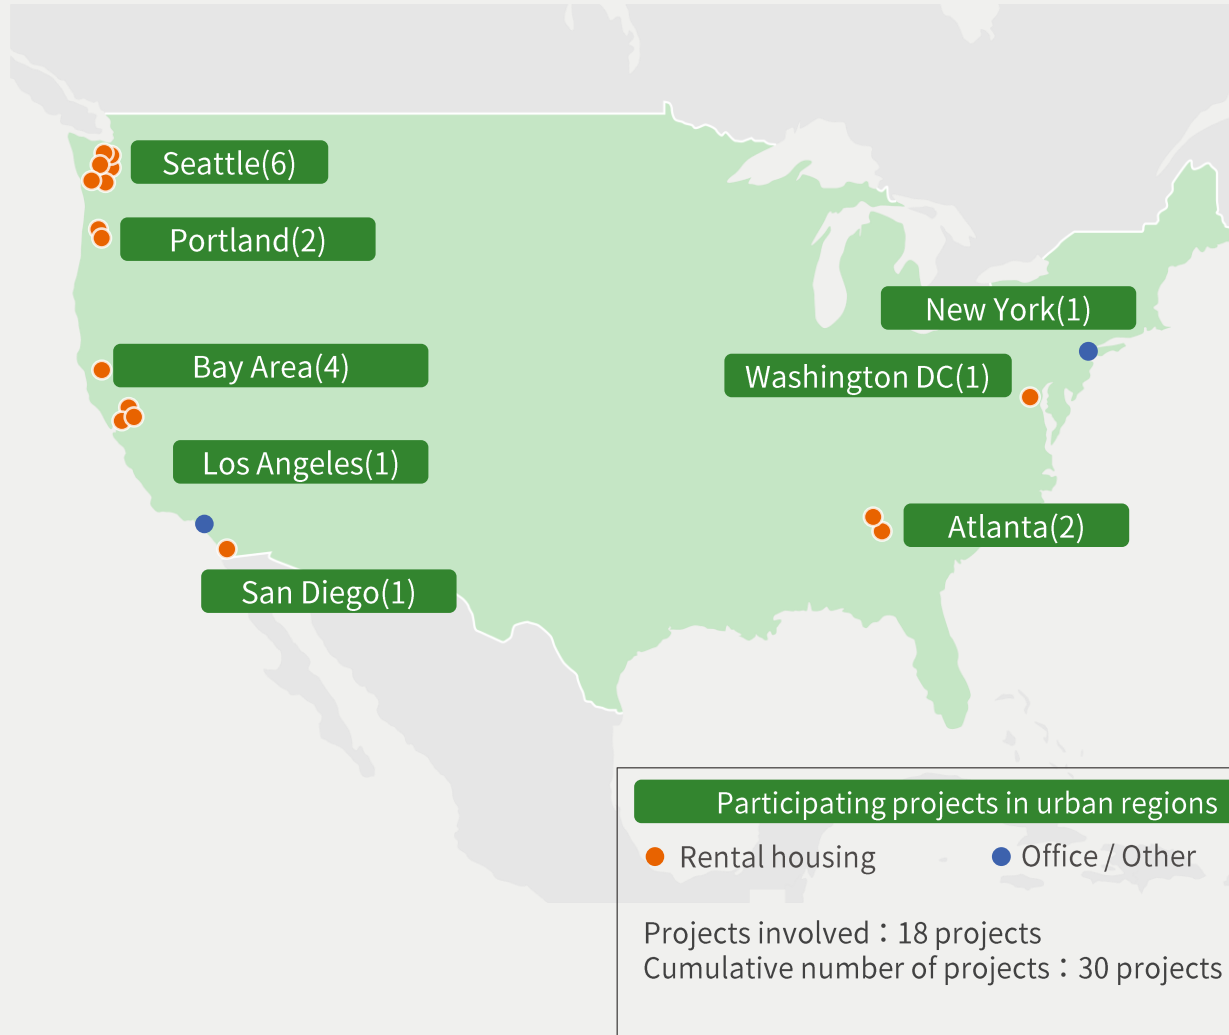 Seattle(6)
Portland(2)
New York(1)
Bay Area(4)
Washington DC(1)
Los Angeles(1)
Atlanta(2)
San Diego(1)
Participating projects in urban regions
Rental housing
Office / Other
Projects involved：18 projects
Cumulative number of projects：30 projects